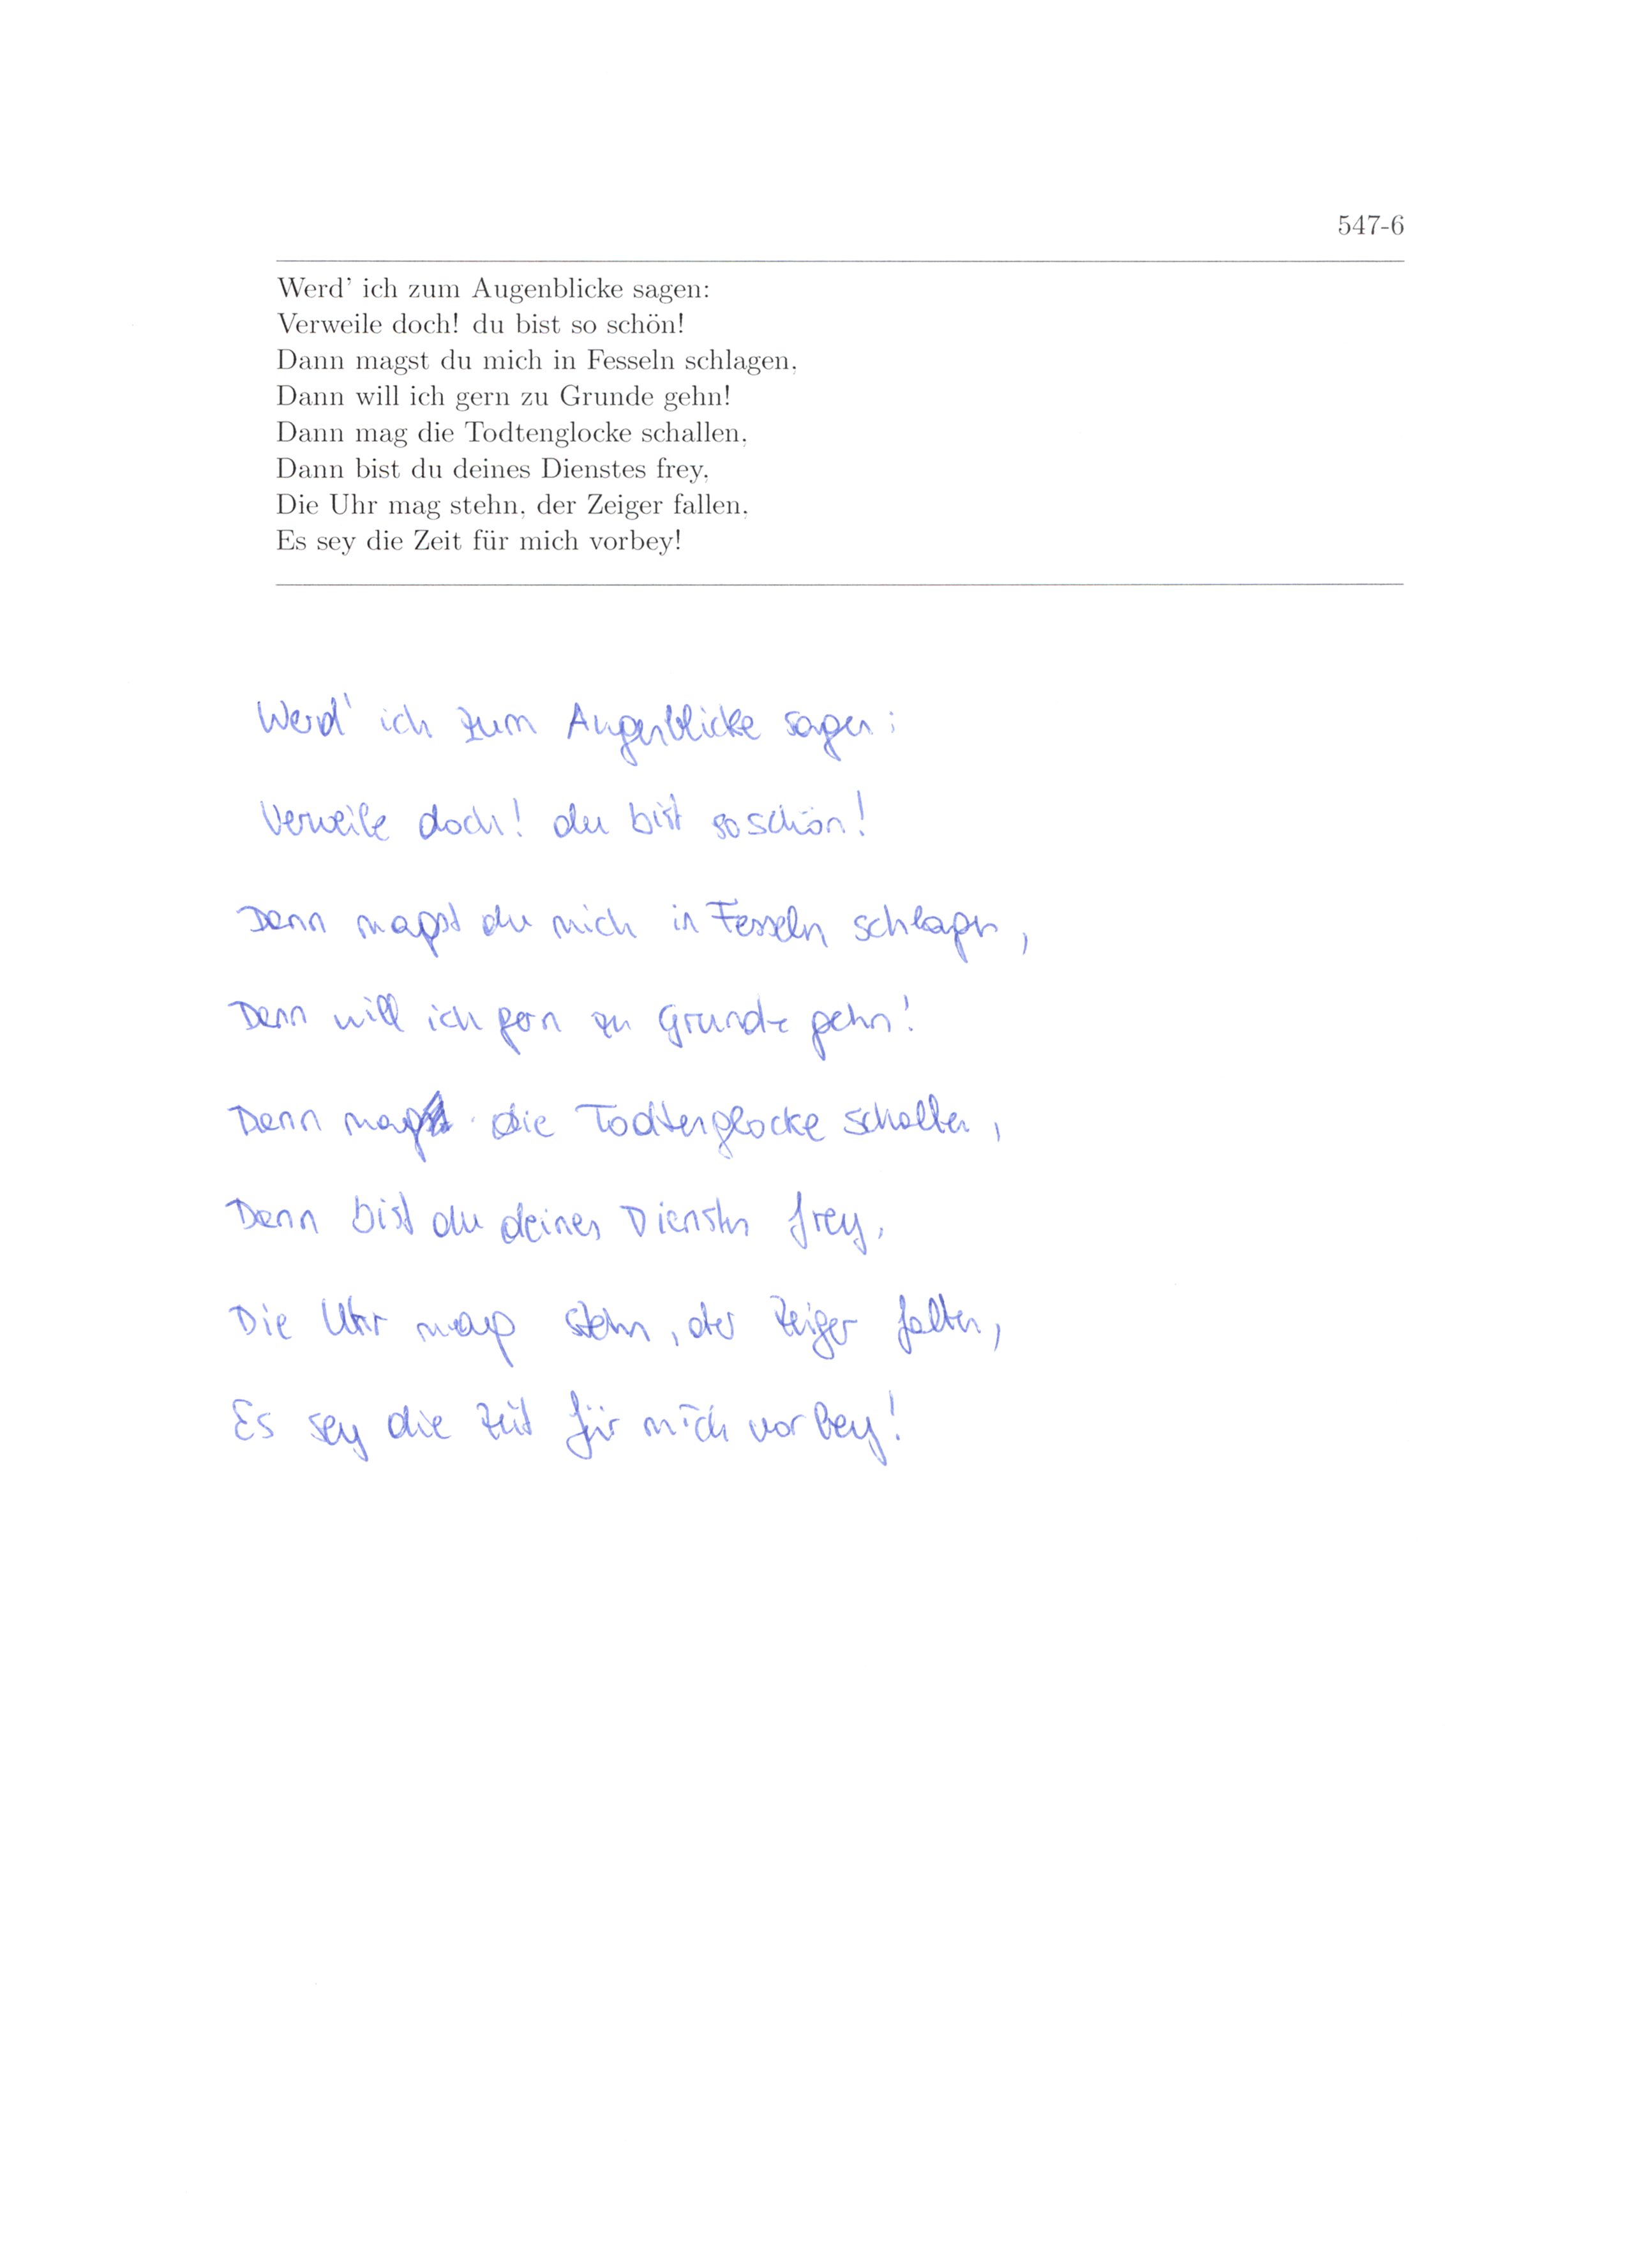 547-6
Werd' ich zum Augenblicke sagen:
Verweile doch! du bist so schön!
Dann magst du mich in Fesseln schlagen,
Dann will ich gern zu Grunde gehn!
Dann mag die Todtenglocke schallen,
Dann bist du deines Dienstes frey,
Die Uhr mag stehn, der Zeiger fallen,
Es sey die Zeit für mich vorbey!
Werd' ich zum Augenblicke sagen:
Verweile doch! du bist so schön!
Dann magst du mich in Fesseln schlagen,
Dann will ich gern zu Grunde gehn!
Dann mag die Todtenglocke schallen,
Dann bist du deines Dienstes frey,
Die Uhr mag stehn, der Zeiger fallen,
Es sey die Zeit für mich vorbey!